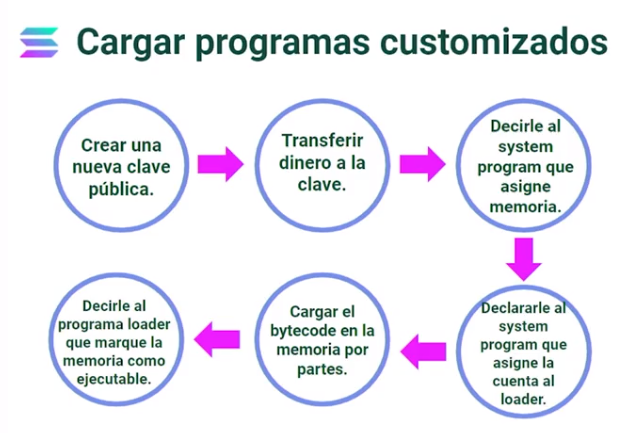 Cargar programas customizados
Crear una
nueva clave
pública.
Transferir
dinero a la
clave.
Decirle al
system
program que
asigne
memoria.
Declararle al
system
program que
asigne la
cuenta al
loader.
Cargar el
bytecode en la
memoria por
partes.
Decirle al
programa loader
que marque la
memoria como
ejecutable.